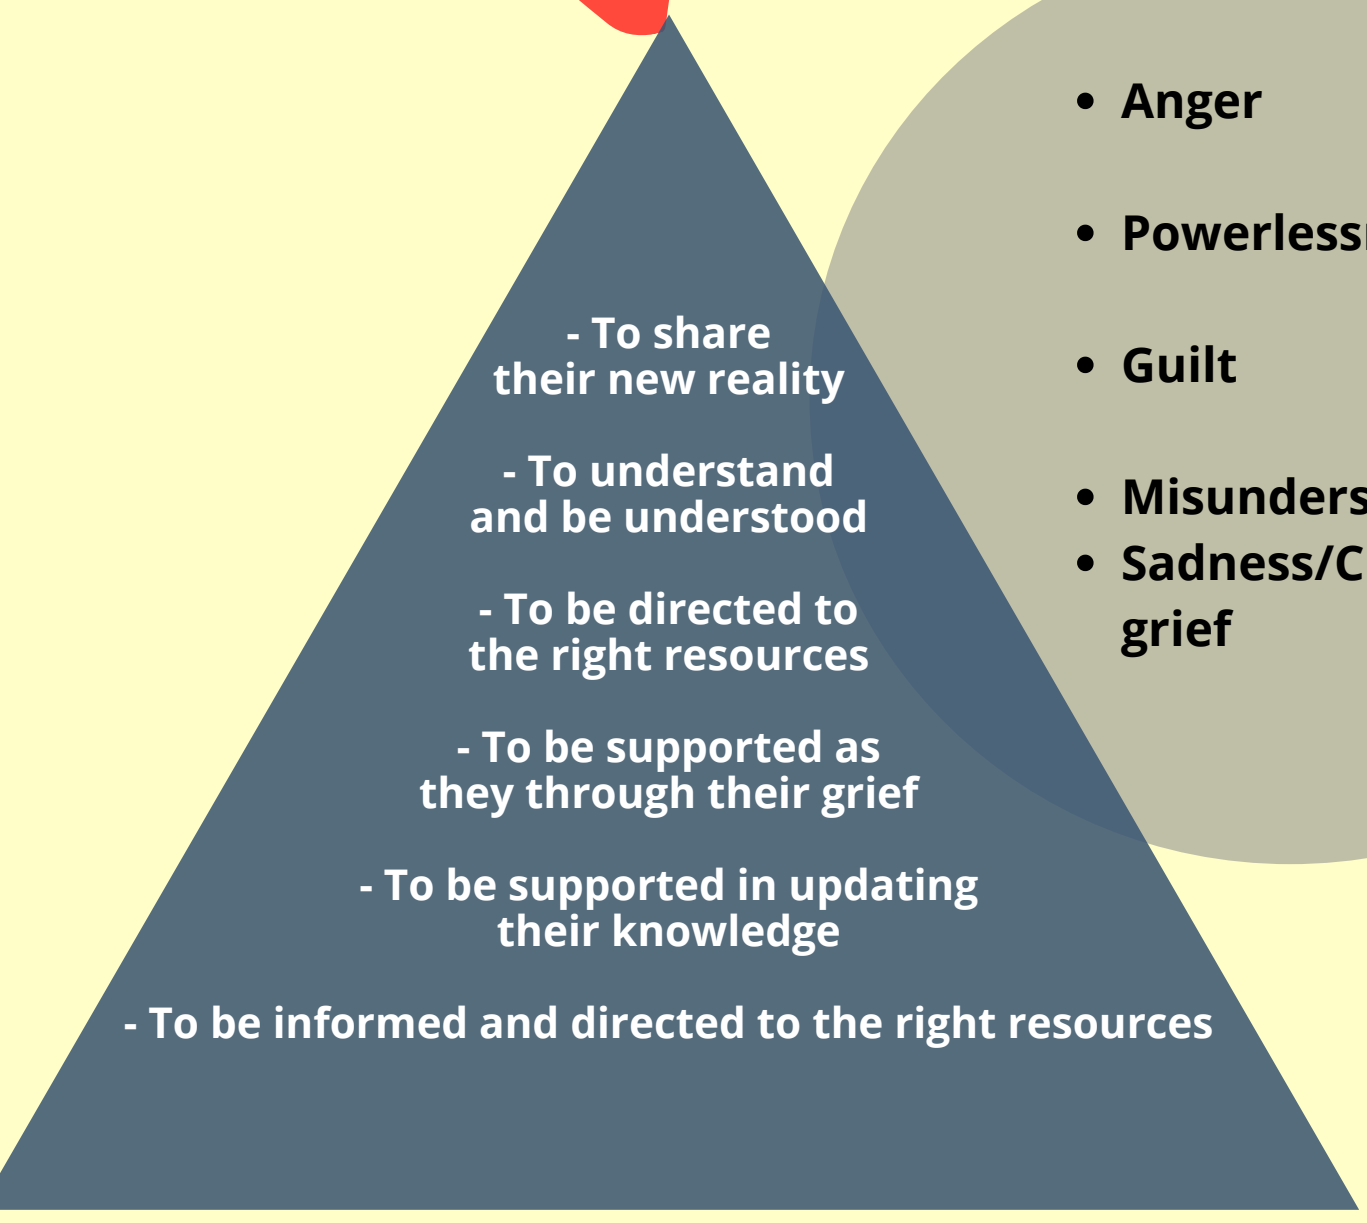 - To share
their new reality
- To understand
and be understood
- To be directed to
the right resources
- To be supported as
they through their grief
- To be supported in updating
their knowledge
- To be informed and directed to the right resources
• Anger
• Guilt
grief